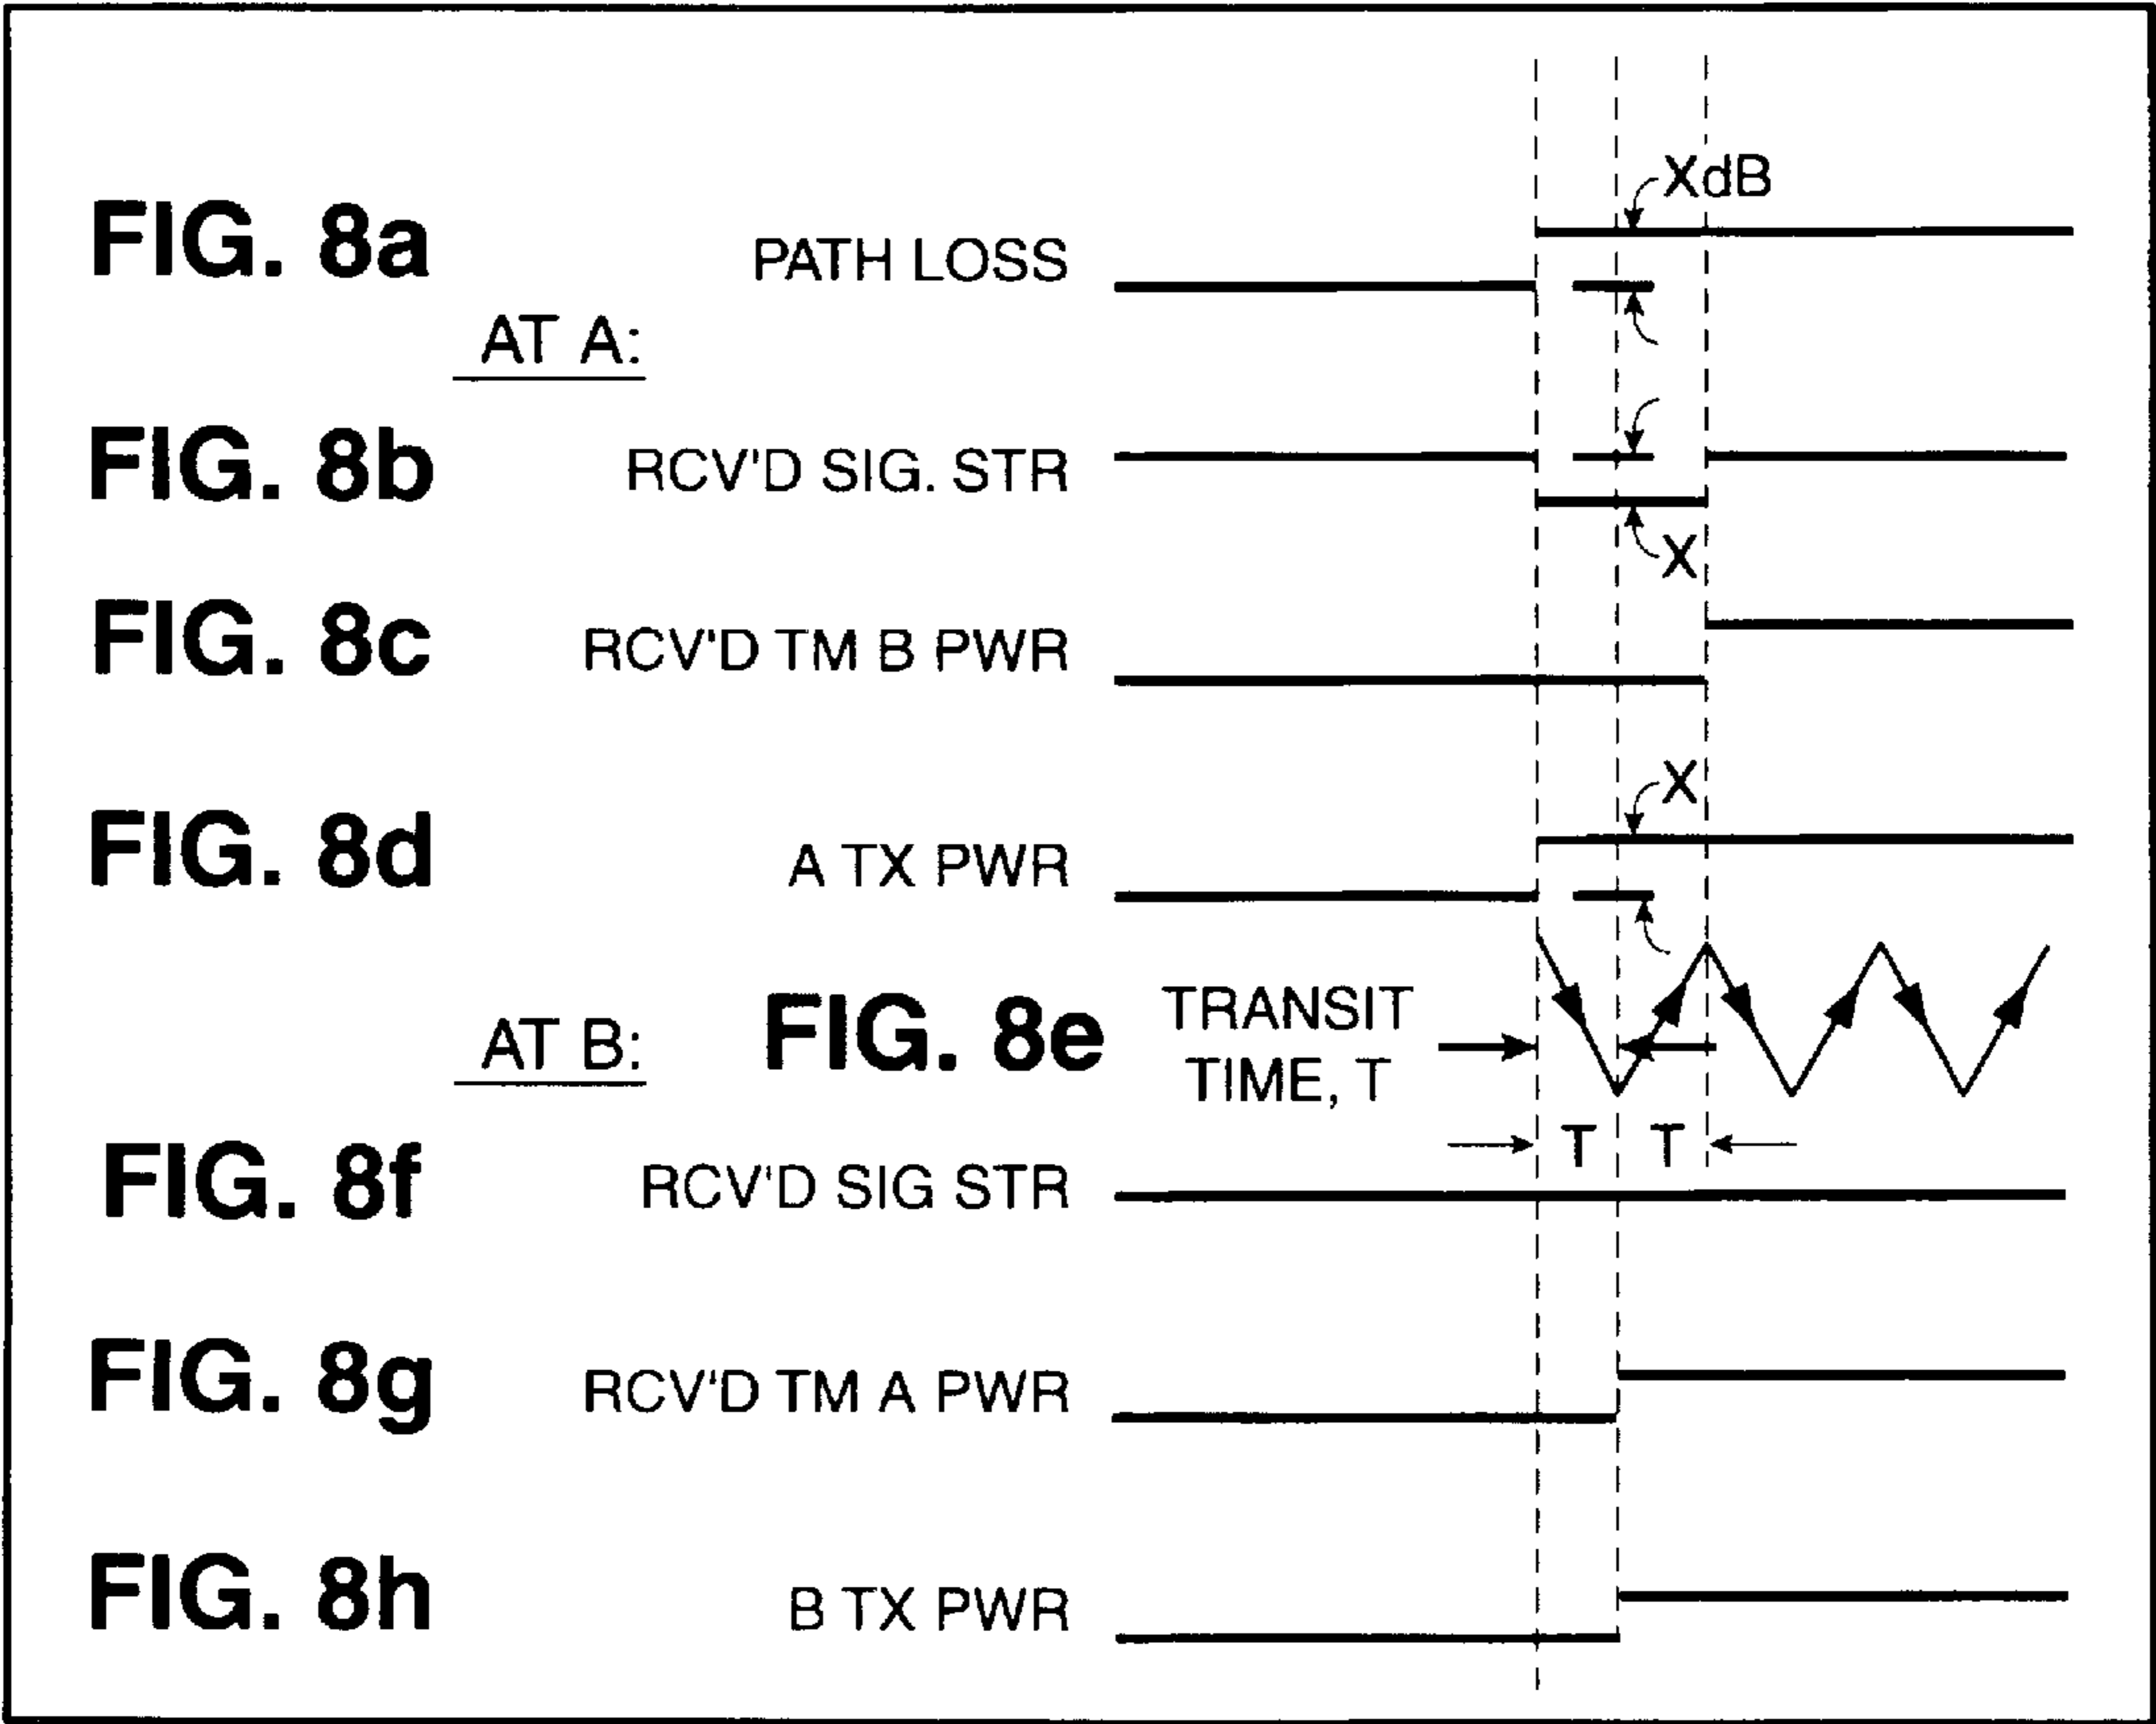 XdB
FIG. 8a PATH LOSS
AT A:
FIG. 8b RCV'D SIG. STR
X
FIG. 8c RCV'D TM B PWR
X
FIG. 8d A TX PWR
AT B: FIG. 8e TRANSIT
TIME, T
T T
FIG. 8f RCV'D SIG STR
FIG. 8g RCV'D TM A PWR
FIG. 8h B TX PWR